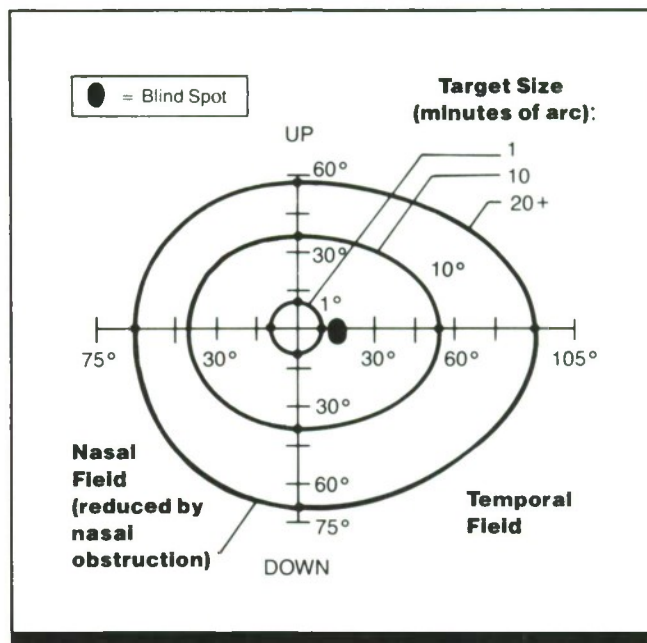 = Blind Spot
Target Size
(minutes of arc):
UP
1
10
20+
60°
30°
10°
1°
75°
30°
30°
60°
105°
30°
Nasal
Field
(reduced by
nasai
obstruction)
60°
75°
Temporal
Field
DOWN